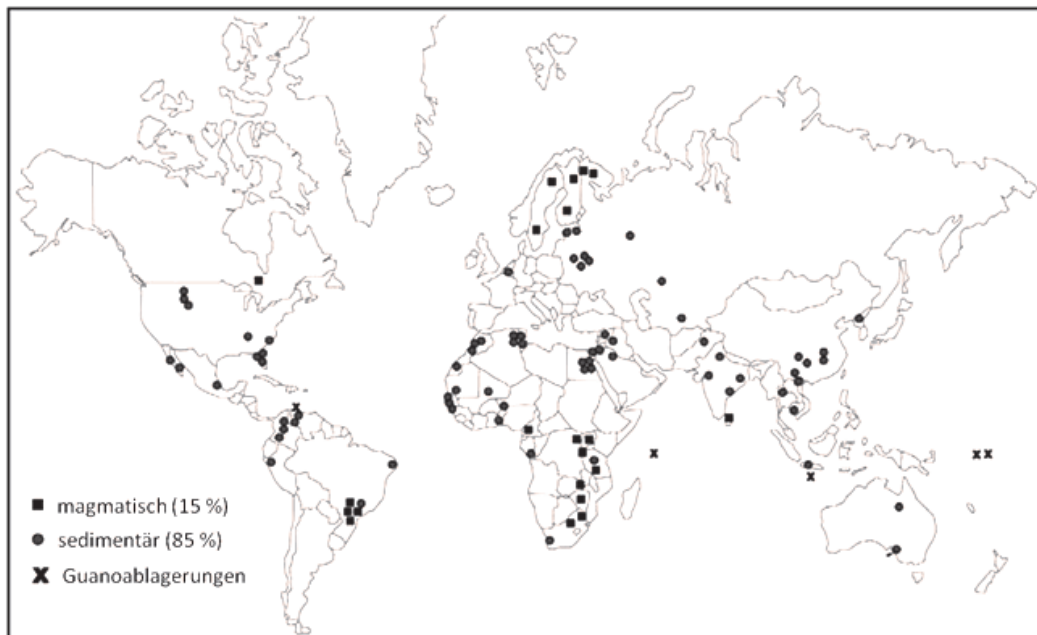 magmatisch (15 %)
sedimentär (85 %)
Guanoablagerungen